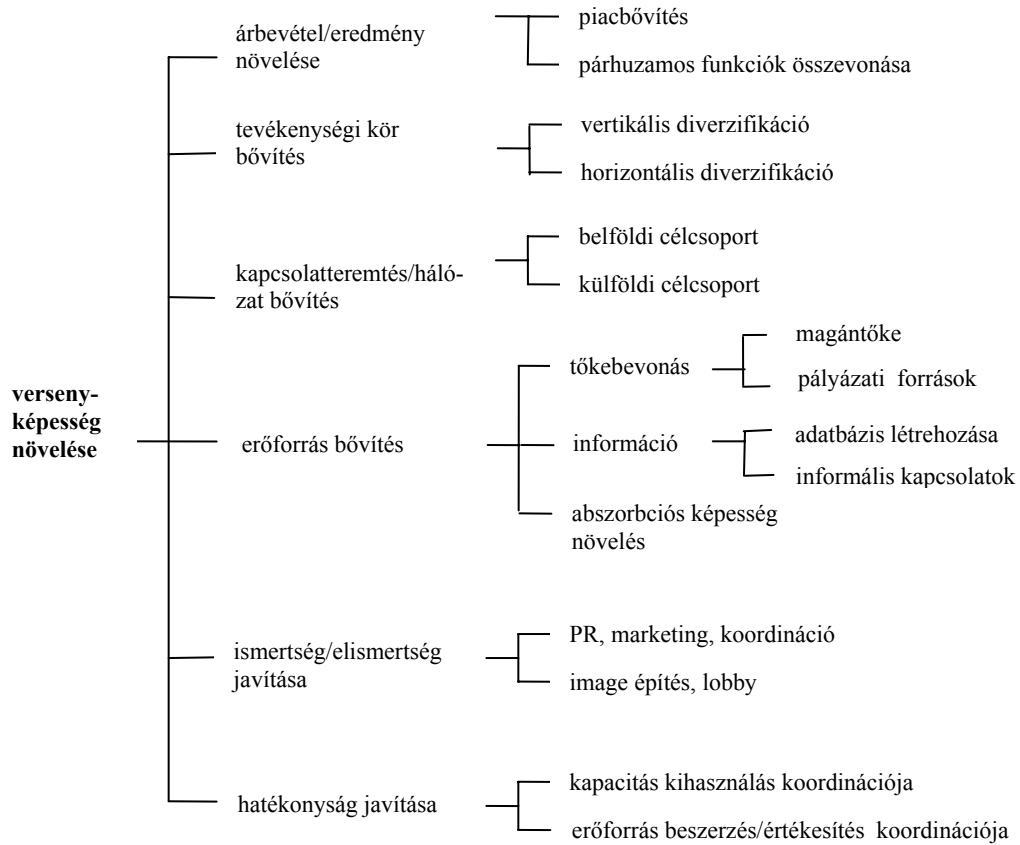 verseny-
képesség
növelése
árbevétel/eredmény
növelése
piacbővítés
párhuzamos funkciók összevonása
tevékenységi kör
bővítés
vertikális diverzifikáció
horizontális diverzifikáció
kapcsolatteremtés/háló-
zat bővítés
belföldi célcsoport
külföldi célcsoport
erőforrás bővítés
tőkebevonás
magántőke
pályázati források
információ
adatbázis létrehozása
informális kapcsolatok
abszorbciós képesség
növelés
ismertség/elismertség
javítása
PR, marketing, koordináció
image építés, lobby
hatékonyság javítása
kapacitás kihasználás koordinációja
erőforrás beszerzés/értékesítés koordinációja